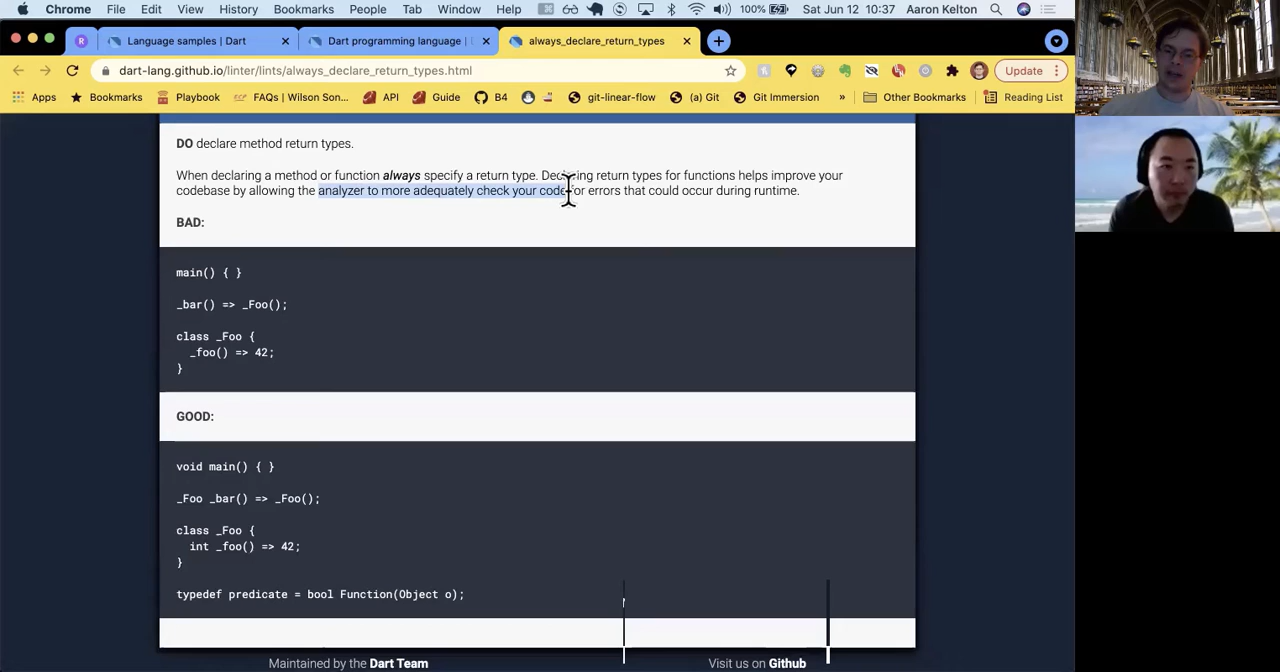 Chrome File Edit View History Bookmarks People Tab Window Help 100% Sat Jun 12 10:37 Aaron Kelton
R Language samples | Dart Dart programming language | always_declare_return_types
dart-lang.github.io/linter/lints/always_declare_return_types.html Update
Apps Bookmarks Playbook FAQs | Wilson Son... API Guide B4 git-linear-flow (a) Git Git Immersion » Other Bookmarks Reading List
DO declare method return types.
When declaring a method or function always specify a return type. Declaring return types for functions helps improve your
codebase by allowing the analyzer to more adequately check your code for errors that could occur during runtime.
BAD:
main() { }
_bar() => _Foo();
class _Foo {
_foo() => 42;
}
GOOD:
void main() { }
_Foo _bar() => _Foo();
class _Foo {
int _foo() => 42;
}
typedef predicate = bool Function(Object o);
Maintained by the Dart Team Visit us on Github